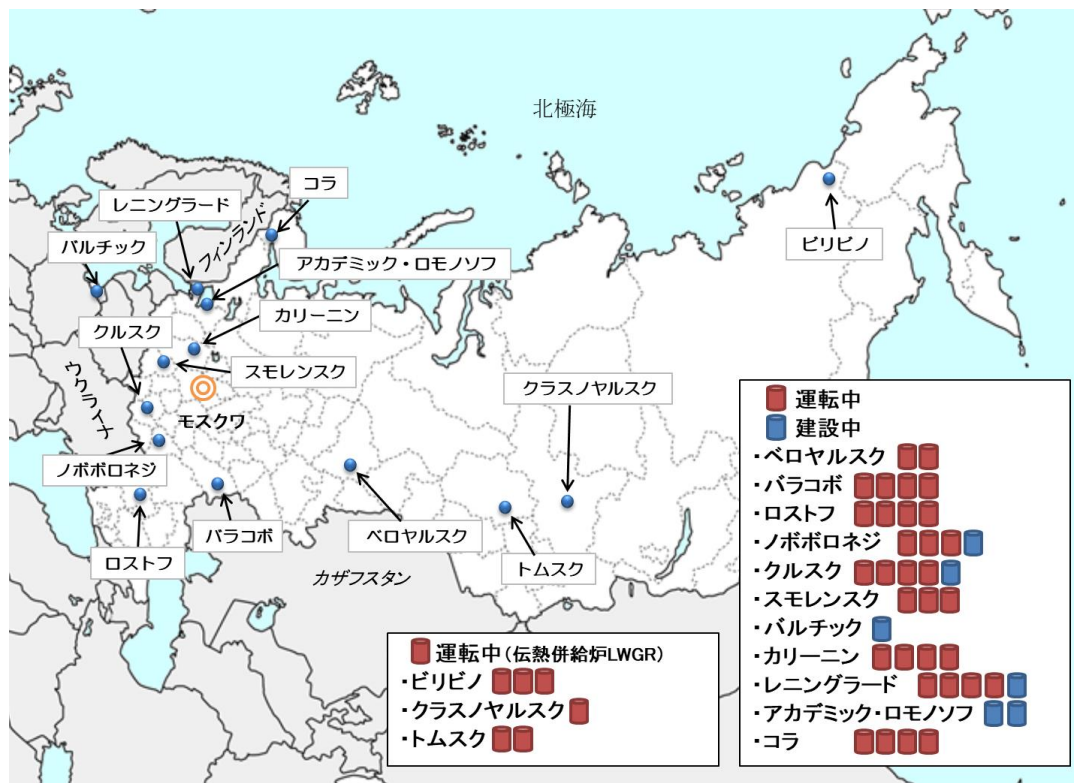 北極海
コラ
レニングラード
フィンランド
ビリビノ
バルチック
アカデミック・ロモノソフ
クルスク
カリーニン
スモレンスク
ウクライナ
クラスノヤルスク
モスクワ
ノボボロネジ
バラコボ
ベロヤルスク
トムスク
ロストフ
カザフスタン
運転中
建設中
・ベロヤルスク
・バラコボ
・ロストフ
・ノボボロネジ
・クルスク
・スモレンスク
・バルチック
・カリーニン
・レニングラード
・アカデミック・ロモノソフ
・コラ
運転中(伝熱併給炉LWGR)
・ビリビノ
・クラスノヤルスク
・トムスク